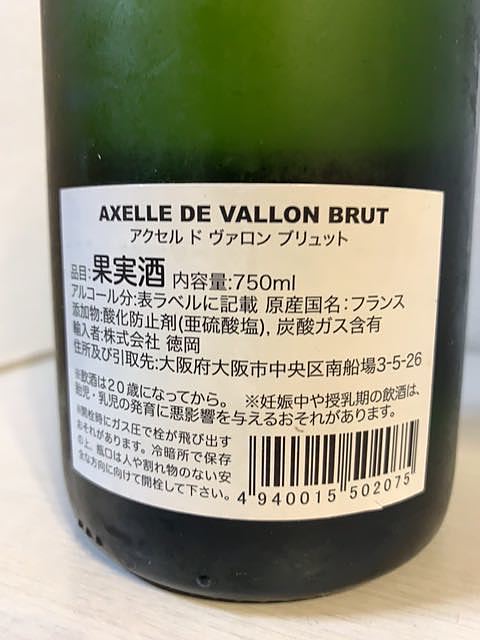 AXELLE DE VALLON BRUT
アクセル ド ヴァロン ブリュット
品目:果実酒 内容量:750ml
アルコール分:表ラベルに記載 原産国名:フランス
添加物:酸化防止剤(亜硫酸塩), 炭酸ガス含有
輸入者:株式会社 徳岡
住所及び引取先:大阪府大阪市中央区南船場3-5-26
※飲酒は20歳になってから。 ※妊娠中や授乳期の飲酒は、
胎児・乳児の発育に悪影響を与えるおそれがあります。
※開栓時にガス圧で栓が飛び出す
おそれがあります。冷暗所で保存
の上、瓶口は人や割れ物のない安
全な方向に向けて開栓して下さい。
4 940015 502075